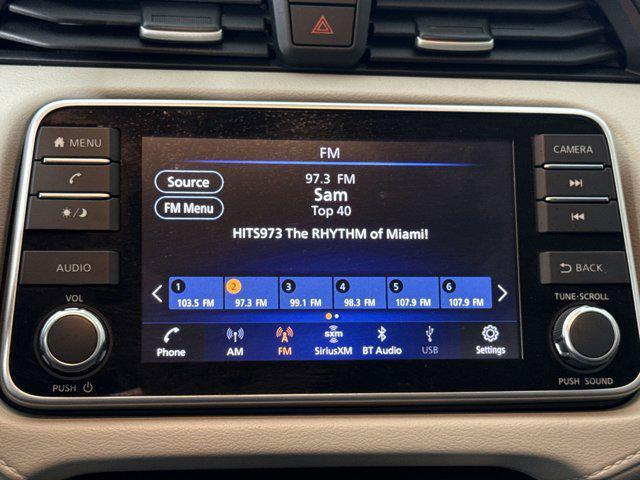 MENU
AUDIO
VOL
PUSH
FM
Source
FM Menu
97.3 FM
Sam
Top 40
HITS973 The RHYTHM of Miami!
1 2 3 4 5 6
103.5 FM 97.3 FM 99.1 FM 98.3 FM 107.9 FM 107.9 FM
sxm
Phone AM FM SiriusXM BT Audio USB Settings
CAMERA
BACK
TUNE·SCROLL
PUSH SOUND